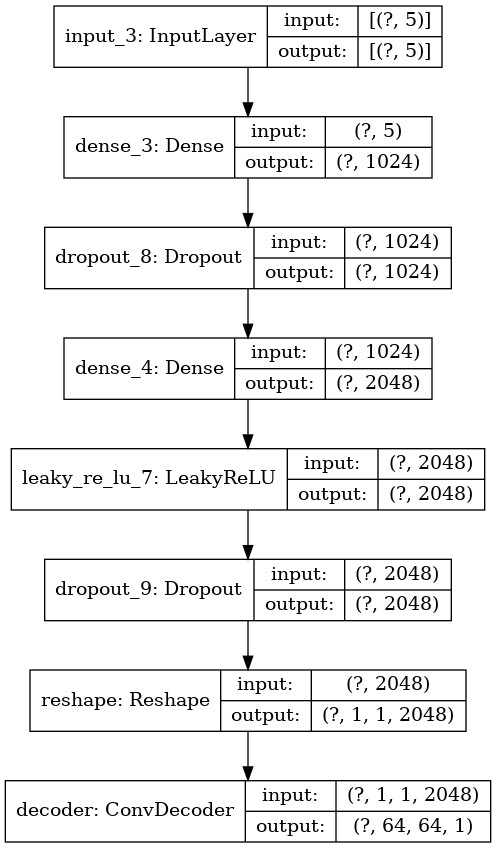 input_3: InputLayer
input: [(?, 5)]
output: [(?, 5)]
dense_3: Dense
input: (?, 5)
output: (?, 1024)
dropout_8: Dropout
input: (?, 1024)
output: (?, 1024)
dense_4: Dense
input: (?, 1024)
output: (?, 2048)
leaky_re_lu_7: LeakyReLU
input: (?, 2048)
output: (?, 2048)
dropout_9: Dropout
input: (?, 2048)
output: (?, 2048)
reshape: Reshape
input: (?, 2048)
output: (?, 1, 1, 2048)
decoder: ConvDecoder
input: (?, 1, 1, 2048)
output: (?, 64, 64, 1)